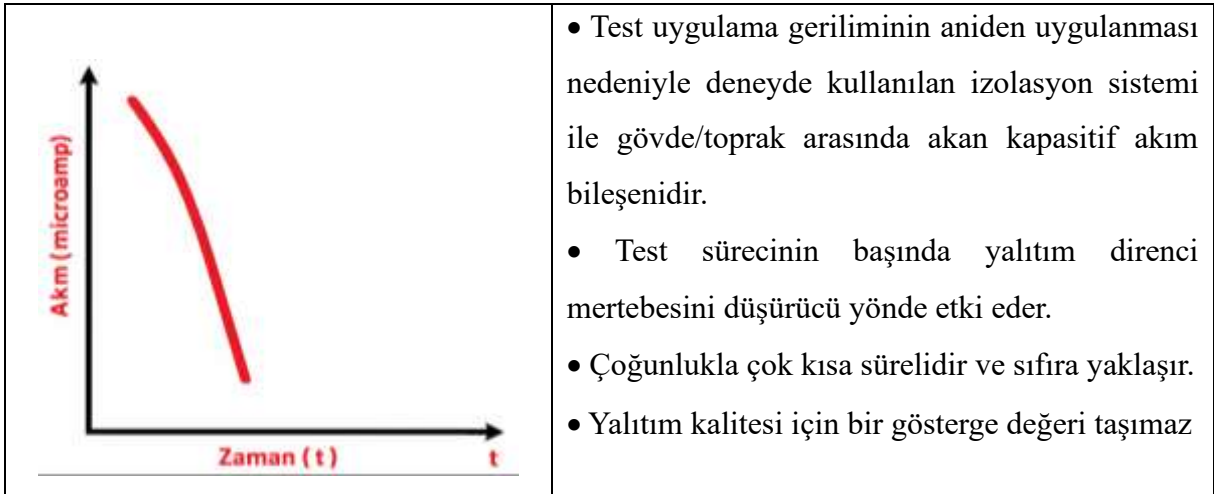 Akm (microamp)
Zaman ( t )
t
• Test uygulama geriliminin aniden uygulanması
nedeniyle deneyde kullanılan izolasyon sistemi
ile gövde/toprak arasında akan kapasitif akım
bileşenidir.
• Test sürecinin başında yalıtım direnci
mertebesini düşürücü yönde etki eder.
• Çoğunlukla çok kısa sürelidir ve sıfıra yaklaşır.
• Yalıtım kalitesi için bir gösterge değeri taşımaz